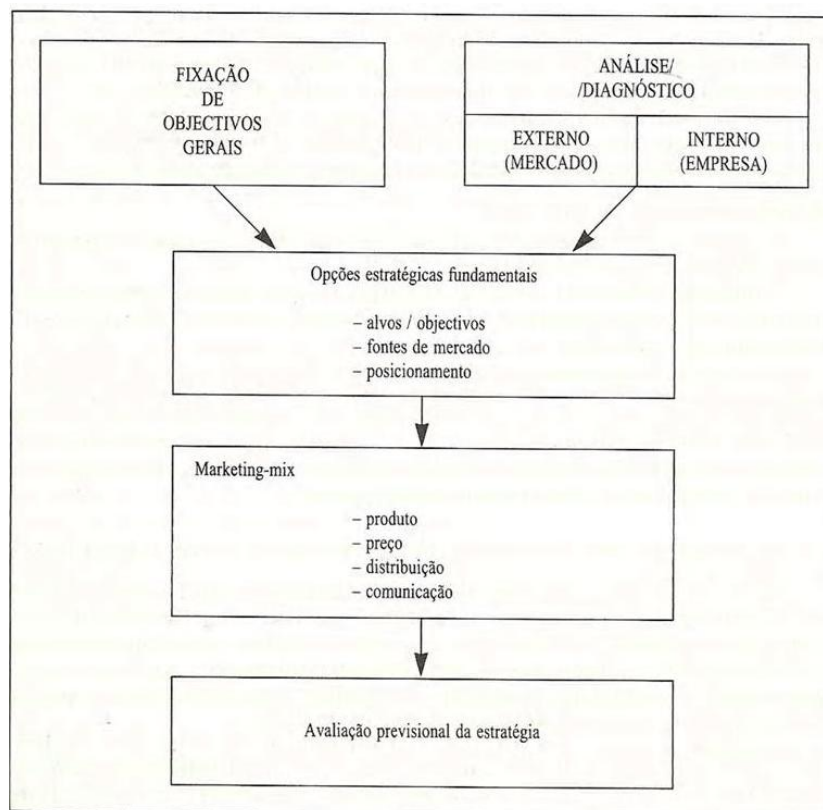 FIXAÇÃO
DE
OBJECTIVOS
GERAIS
ANÁLISE/
/DIAGNÓSTICO
EXTERNO
(MERCADO)
INTERNO
(EMPRESA)
Opções estratégicas fundamentais
– alvos / objectivos
– fontes de mercado
– posicionamento
Marketing-mix
– produto
– preço
– distribuição
– comunicação
Avaliação previsional da estratégia